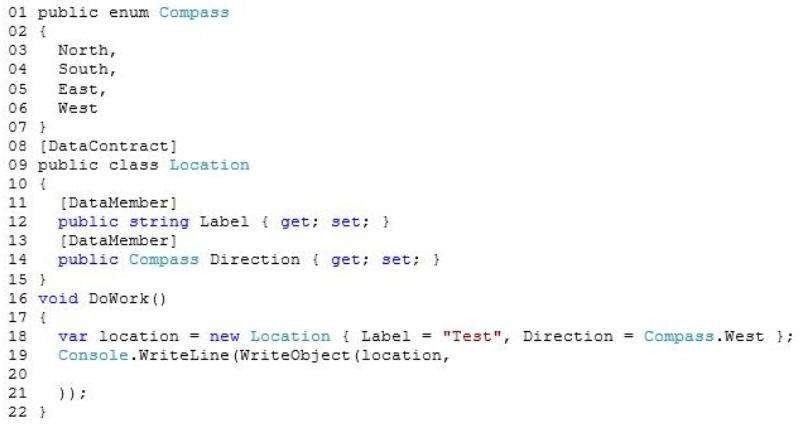 01 public enum Compass
02 {
03   North,
04   South,
05   East,
06   West
07 }
08 [DataContract]
09 public class Location
10 {
11   [DataMember]
12   public string Label { get; set; }
13   [DataMember]
14   public Compass Direction { get; set; }
15 }
16 void DoWork()
17 {
18   var location = new Location { Label = "Test", Direction = Compass.West };
19   Console.WriteLine(WriteObject(location,
20
21   ));
22 }